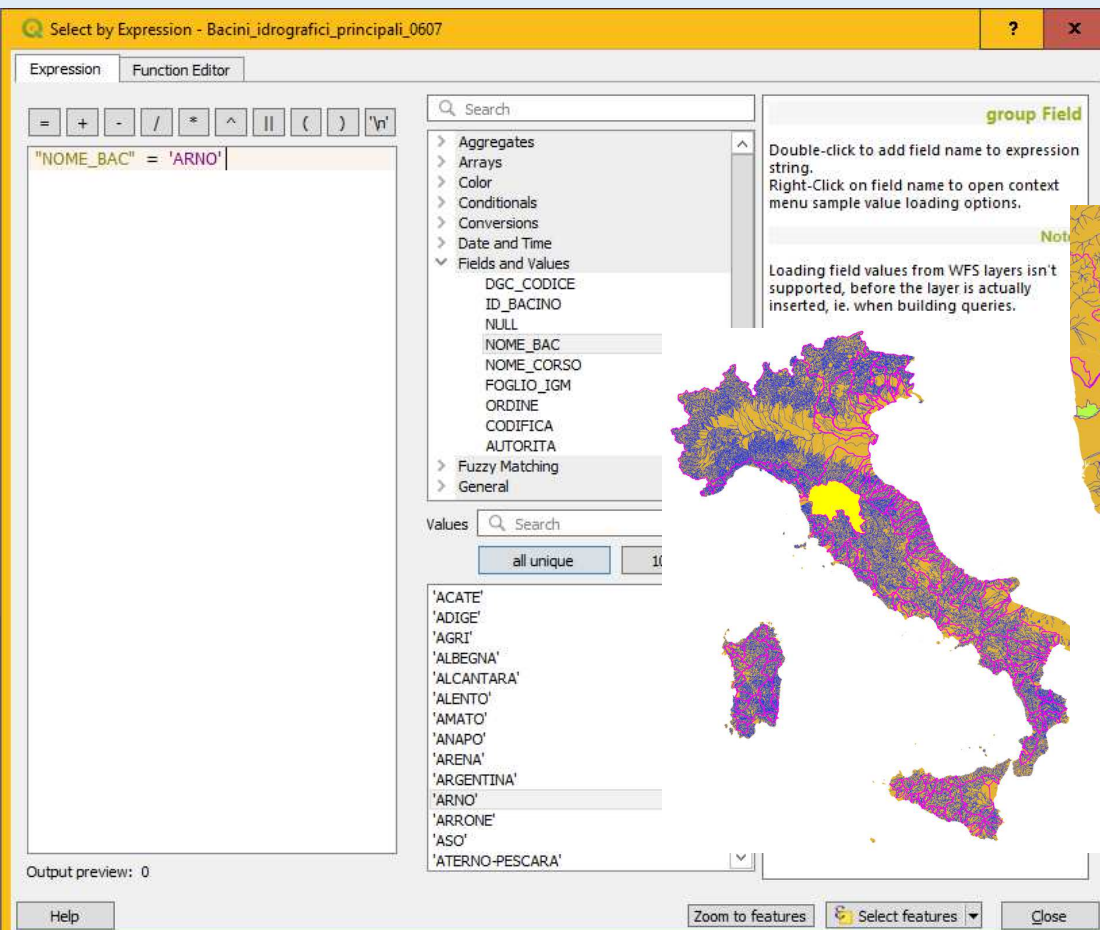 Select by Expression - Bacini_idrografici_principali_0607
?
x
Expression
Function Editor
= + - / * ^ || ( ) '\n'
"NOME_BAC" = 'ARNO'
Output preview: 0
Search
Aggregates
Arrays
Color
Conditionals
Conversions
Date and Time
Fields and Values
DGC_CODICE
ID_BACINO
NULL
NOME_BAC
NOME_CORSO
FOGLIO_IGM
ORDINE
CODIFICA
AUTORITA
Fuzzy Matching
General
Values
Search
all unique
'ACATE'
'ADIGE'
'AGRI'
'ALBEGNA'
'ALCANTARA'
'ALENTO'
'AMATO'
'ANAPO'
'ARENA'
'ARGENTINA'
'ARNO'
'ARRONE'
'ASO'
'ATERNO-PESCARA'
group Field
Double-click to add field name to expression
string.
Right-Click on field name to open context
menu sample value loading options.
Loading field values from WFS layers isn't
supported, before the layer is actually
inserted, ie. when building queries.
Help
Zoom to features
Select features
Close